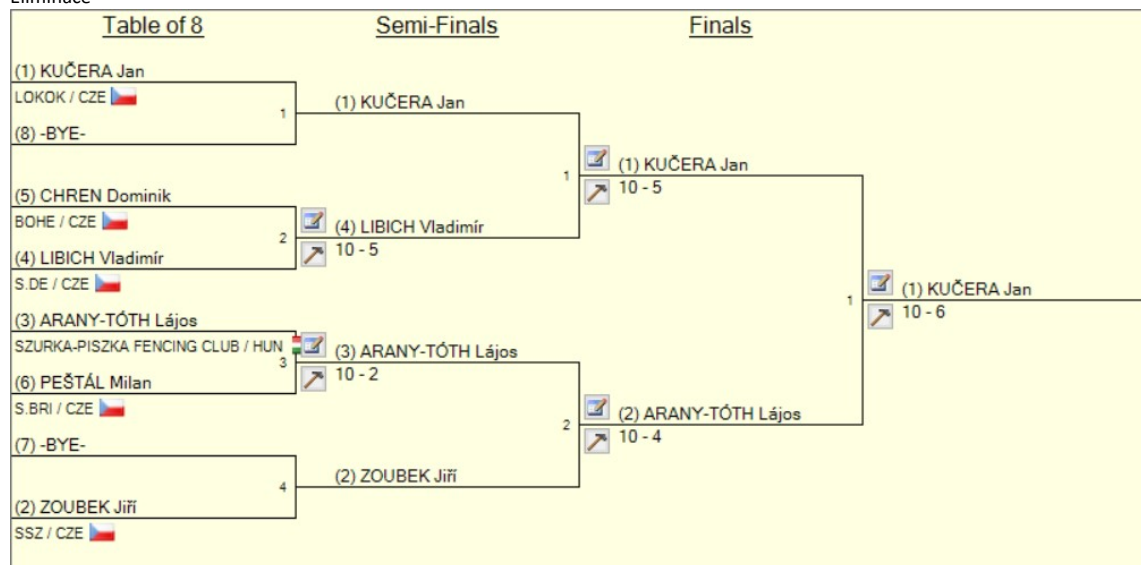 Eliminace
Table of 8
Semi-Finals
Finals
(1) KUČERA Jan
LOKOK / CZE
1
(8) -BYE-
(5) CHREN Dominik
BOHE / CZE
2
(4) LIBICH Vladimír
S.DE / CZE
(3) ARANY-TÓTH Lájos
SZURKA-PISZKA FENCING CLUB / HUN
3
(6) PEŠTÁL Milan
S.BRI / CZE
(7) -BYE-
4
(2) ZOUBEK Jiří
SSZ / CZE
(1) KUČERA Jan
1
(4) LIBICH Vladimír
10 - 5
(3) ARANY-TÓTH Lájos
10 - 2
2
(2) ZOUBEK Jiří
(1) KUČERA Jan
10 - 5
1
(2) ARANY-TÓTH Lájos
10 - 4
(1) KUČERA Jan
10 - 6